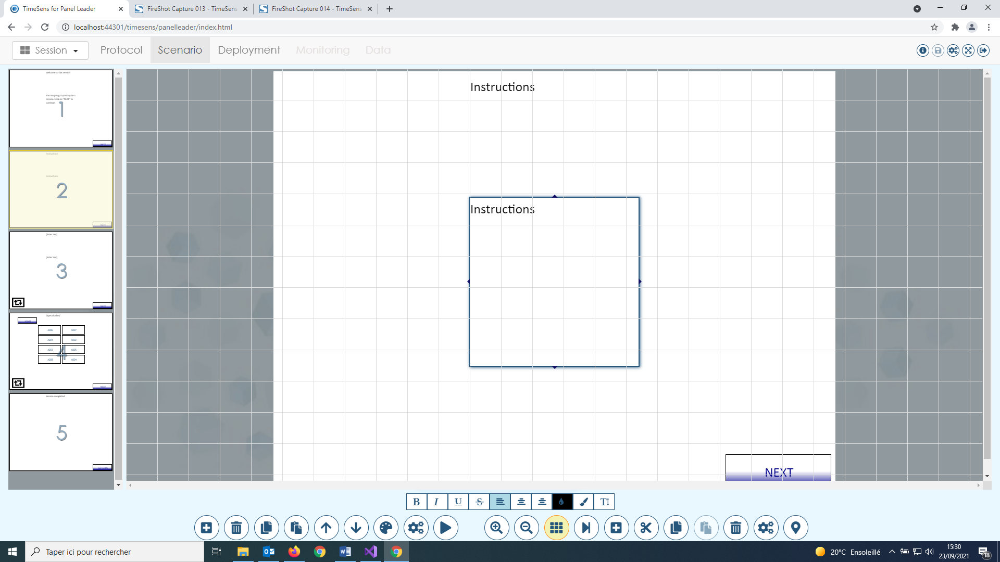 TimeSens for Panel Leader
FireShot Capture 013 - TimeSens
FireShot Capture 014 - TimeSens
localhost:44301/timesens/panelleader/index.html
Session
Protocol
Scenario
Deployment
Monitoring
Data
Welcome to this session
You are going to participate a
session. Click on "NEXT" to
continue.
1
NEXT
Instructions
Instructions
2
NEXT
[Enter text]
[Enter text]
3
NEXT
/SpecialLabel/
A006
A007
A001
A002
A003
A005
A008
A004
4
NEXT
Session completed
5
Instructions
Instructions
NEXT
B
I
U
S
T
Taper ici pour rechercher
20°C Ensoleillé
15:30
23/09/2021
18